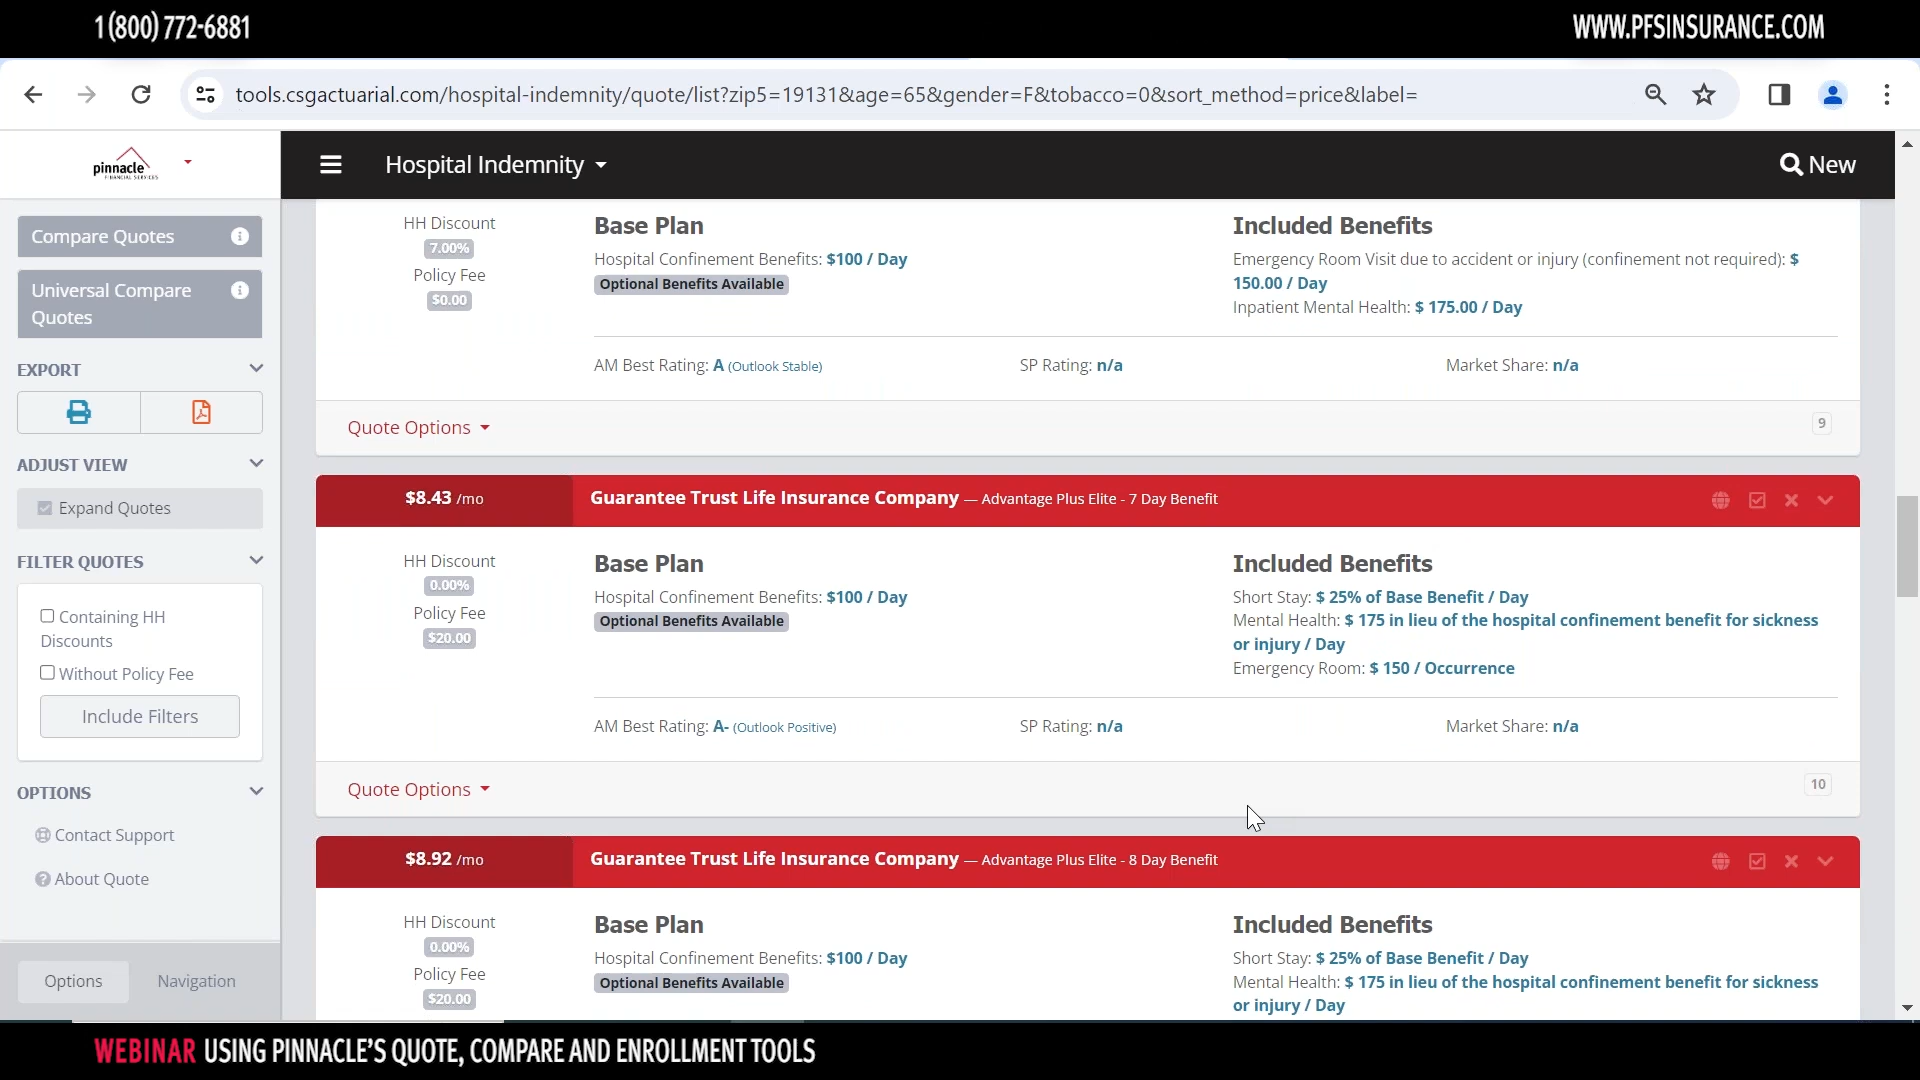 1 (800) 772-6881
WWW.PFSINSURANCE.COM
tools.csgactuarial.com/hospital-indemnity/quote/list?zip5=19131&age=65&gender=F&tobacco=0&sort_method=price&label=
pinnacle
FINANCIAL SERVICES
Hospital Indemnity
New
Compare Quotes
Universal Compare
Quotes
EXPORT
ADJUST VIEW
Expand Quotes
FILTER QUOTES
Containing HH
Discounts
Without Policy Fee
Include Filters
OPTIONS
Contact Support
About Quote
Options
Navigation
HH Discount
7.00%
Policy Fee
$0.00
Base Plan
Hospital Confinement Benefits: $100 / Day
Optional Benefits Available
Included Benefits
Emergency Room Visit due to accident or injury (confinement not required): $
150.00 / Day
Inpatient Mental Health: $ 175.00 / Day
AM Best Rating: A (Outlook Stable)
SP Rating: n/a
Market Share: n/a
Quote Options
9
$8.43 /mo
Guarantee Trust Life Insurance Company — Advantage Plus Elite - 7 Day Benefit
HH Discount
0.00%
Policy Fee
$20.00
Base Plan
Hospital Confinement Benefits: $100 / Day
Optional Benefits Available
Included Benefits
Short Stay: $ 25% of Base Benefit / Day
Mental Health: $ 175 in lieu of the hospital confinement benefit for sickness
or injury / Day
Emergency Room: $ 150 / Occurrence
AM Best Rating: A- (Outlook Positive)
SP Rating: n/a
Market Share: n/a
Quote Options
10
$8.92 /mo
Guarantee Trust Life Insurance Company — Advantage Plus Elite - 8 Day Benefit
HH Discount
0.00%
Policy Fee
$20.00
Base Plan
Hospital Confinement Benefits: $100 / Day
Optional Benefits Available
Included Benefits
Short Stay: $ 25% of Base Benefit / Day
Mental Health: $ 175 in lieu of the hospital confinement benefit for sickness
or injury / Day
WEBINAR USING PINNACLE'S QUOTE, COMPARE AND ENROLLMENT TOOLS